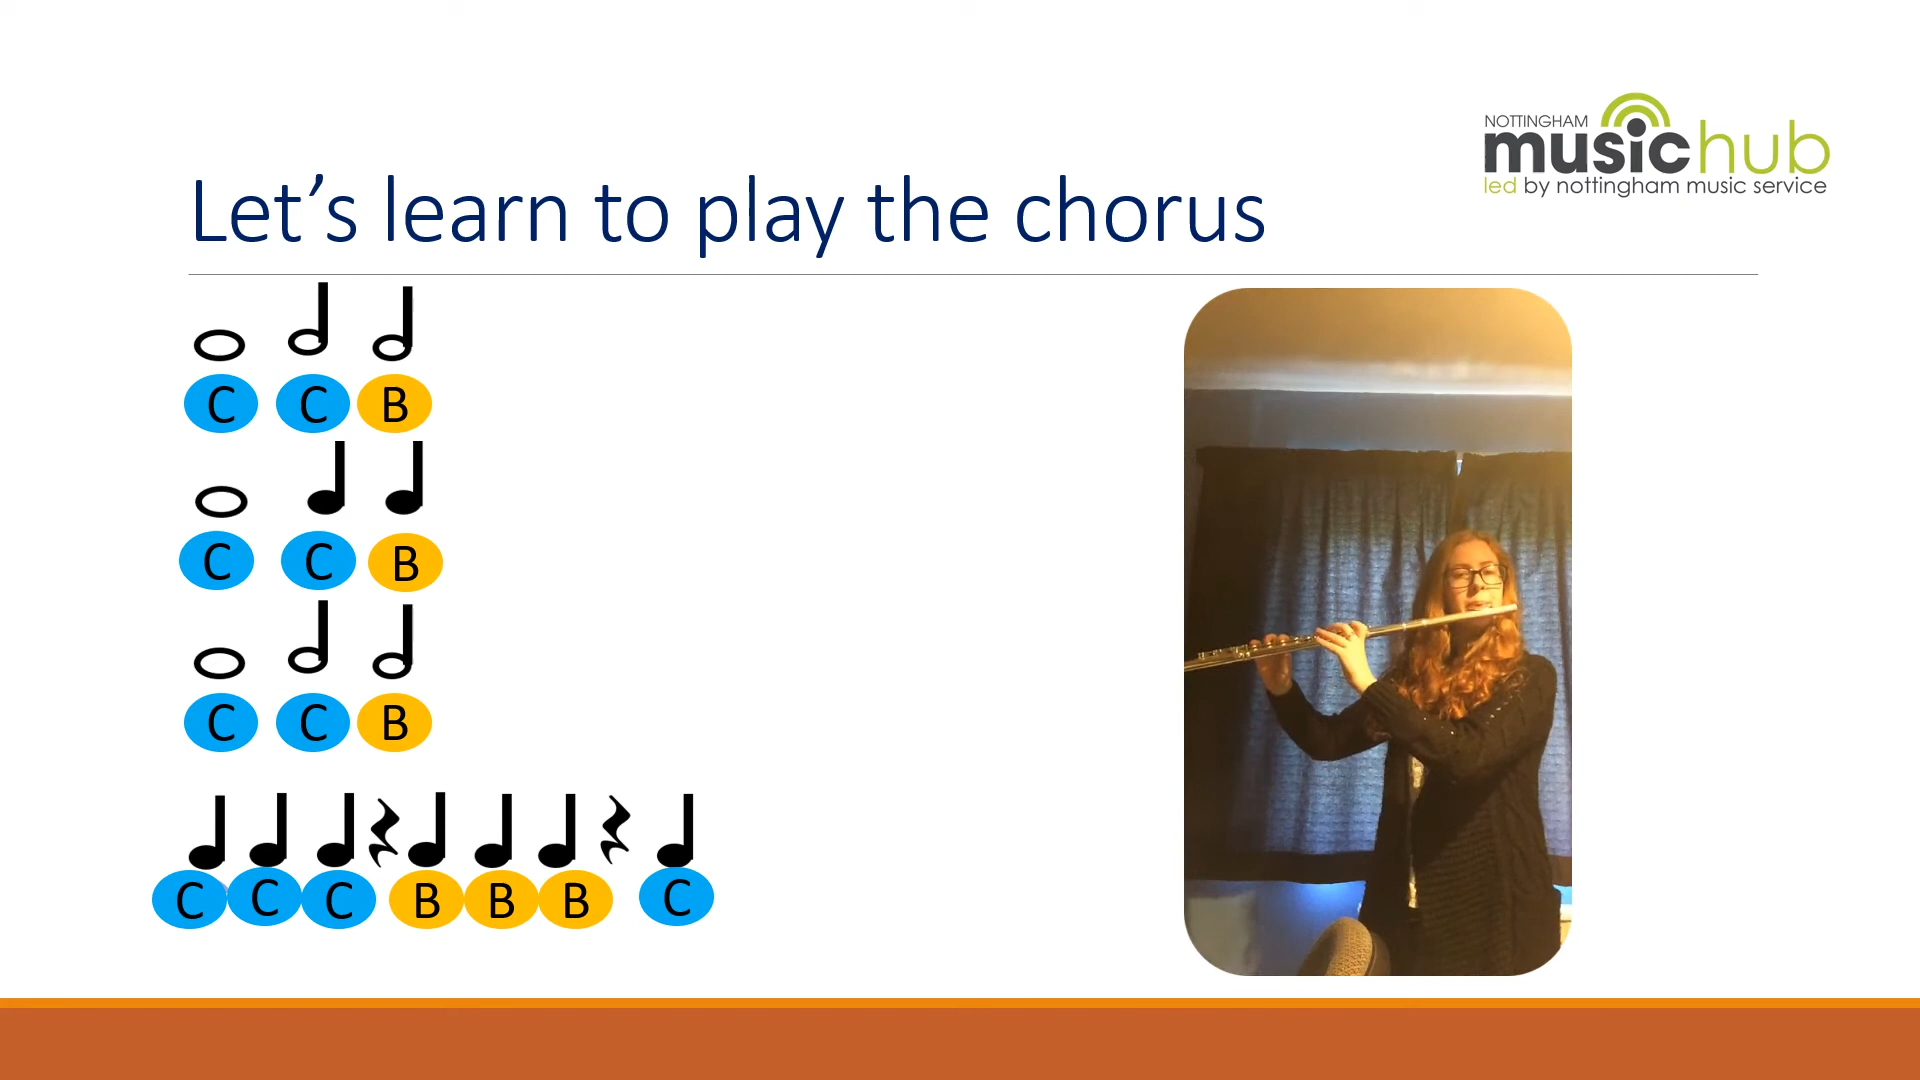 NOTTINGHAM
musichub
led by nottingham music service
Let’s learn to play the chorus
C C B
C C B
C C B
C C C B B B C